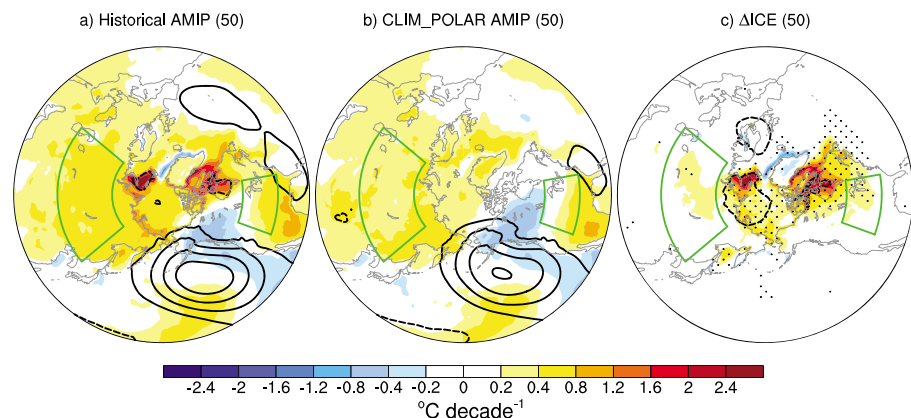 a) Historical AMIP (50) b) CLIM_POLAR AMIP (50) c) ΔICE (50)
-2.4 -2 -1.6 -1.2 -0.8 -0.4 -0.2 0 0.2 0.4 0.8 1.2 1.6 2 2.4
°C decade⁻¹